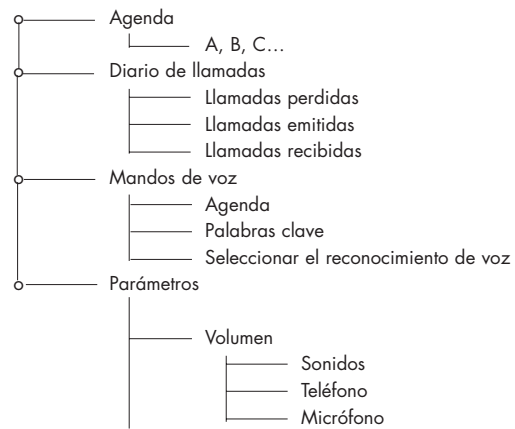 Agenda
A, B, C...
Diario de llamadas
Llamadas perdidas
Llamadas emitidas
Llamadas recibidas
Mandos de voz
Agenda
Palabras clave
Seleccionar el reconocimiento de voz
Parámetros
Volumen
Sonidos
Teléfono
Micrófono